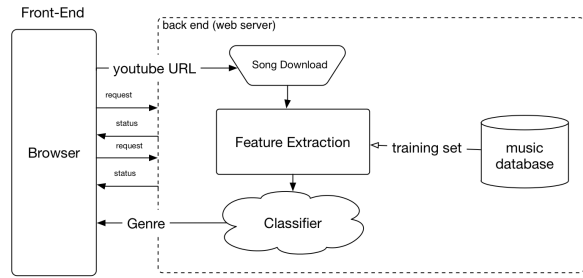 Front-End
back end (web server)
youtube URL
Song Download
request
status
request
status
Browser
Feature Extraction
training set
music
database
Genre
Classifier